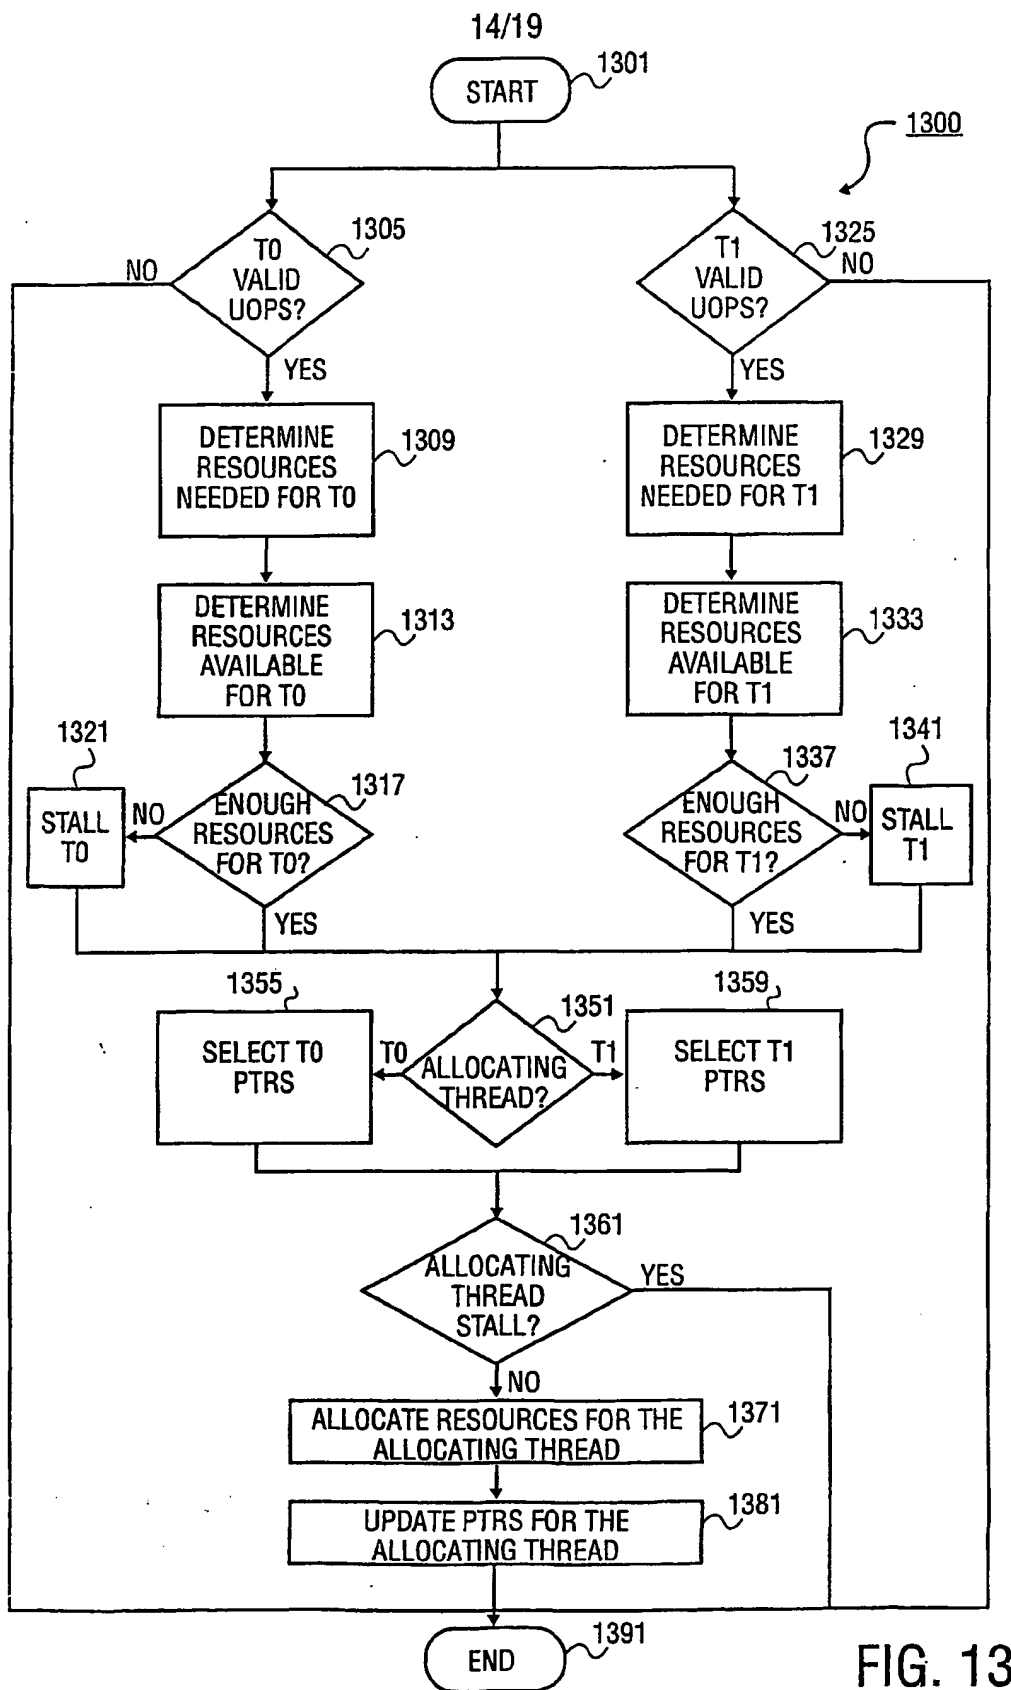 14/19
START
1301
1300
T0
VALID
UOPS?
1305
NO
YES
T1
VALID
UOPS?
1325
NO
YES
DETERMINE
RESOURCES
NEEDED FOR T0
1309
DETERMINE
RESOURCES
NEEDED FOR T1
1329
DETERMINE
RESOURCES
AVAILABLE
FOR T0
1313
DETERMINE
RESOURCES
AVAILABLE
FOR T1
1333
1321
STALL
T0
NO
ENOUGH
RESOURCES
FOR T0?
1317
YES
ENOUGH
RESOURCES
FOR T1?
1337
NO
YES
1341
STALL
T1
1355
SELECT T0
PTRS
T0
ALLOCATING
THREAD?
1351
T1
1359
SELECT T1
PTRS
ALLOCATING
THREAD
STALL?
1361
YES
NO
ALLOCATE RESOURCES FOR THE
ALLOCATING THREAD
1371
UPDATE PTRS FOR THE
ALLOCATING THREAD
1381
END
1391
FIG. 13